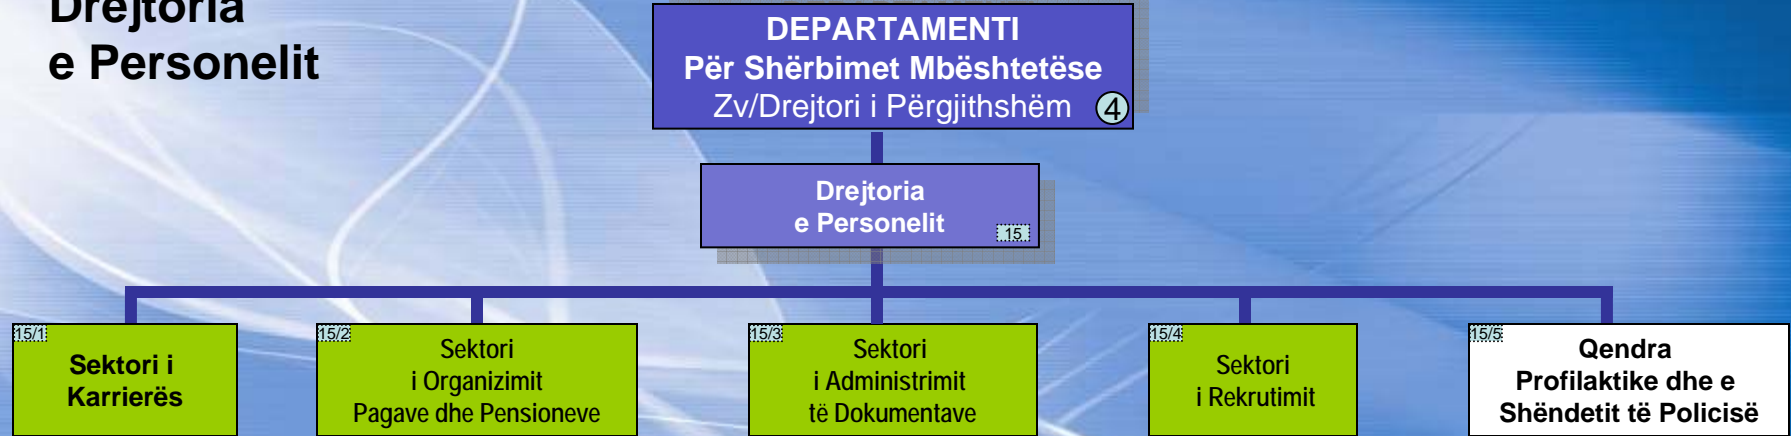 Drejtoria
e Personelit
DEPARTAMENTI
Për Shërbimet Mbështetëse
Zv/Drejtori i Përgjithshëm 4
Drejtoria
e Personelit 15
15/1
Sektori i
Karrierës
15/2
Sektori
i Organizimit
Pagave dhe Pensioneve
15/3
Sektori
i Administrimit
të Dokumentave
15/4
Sektori
i Rekrutimit
15/5
Qendra
Profilaktike dhe e
Shëndetit të Policisë